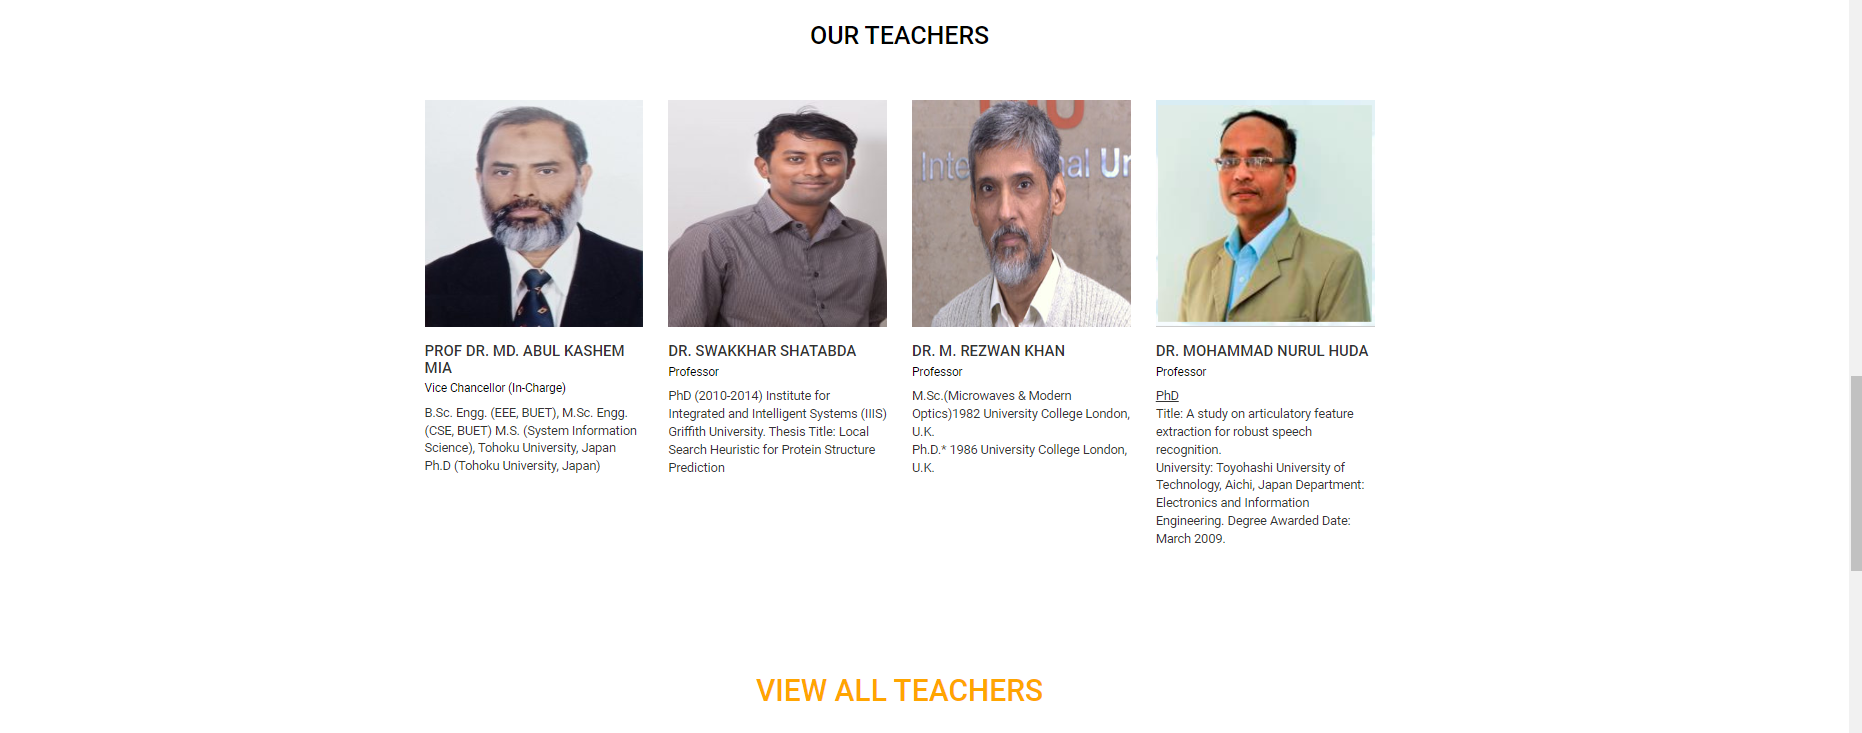 OUR TEACHERS
Inte nal Un
PROF DR. MD. ABUL KASHEM
MIA
Vice Chancellor (In-Charge)
B.Sc. Engg. (EEE, BUET), M.Sc. Engg.
(CSE, BUET) M.S. (System Information
Science), Tohoku University, Japan
Ph.D (Tohoku University, Japan)
DR. SWAKKHAR SHATABDA
Professor
PhD (2010-2014) Institute for
Integrated and Intelligent Systems (IIIS)
Griffith University. Thesis Title: Local
Search Heuristic for Protein Structure
Prediction
DR. M. REZWAN KHAN
Professor
M.Sc.(Microwaves & Modern
Optics)1982 University College London,
U.K.
Ph.D.* 1986 University College London,
U.K.
DR. MOHAMMAD NURUL HUDA
Professor
PhD
Title: A study on articulatory feature
extraction for robust speech
recognition.
University: Toyohashi University of
Technology, Aichi, Japan Department:
Electronics and Information
Engineering. Degree Awarded Date:
March 2009.
VIEW ALL TEACHERS